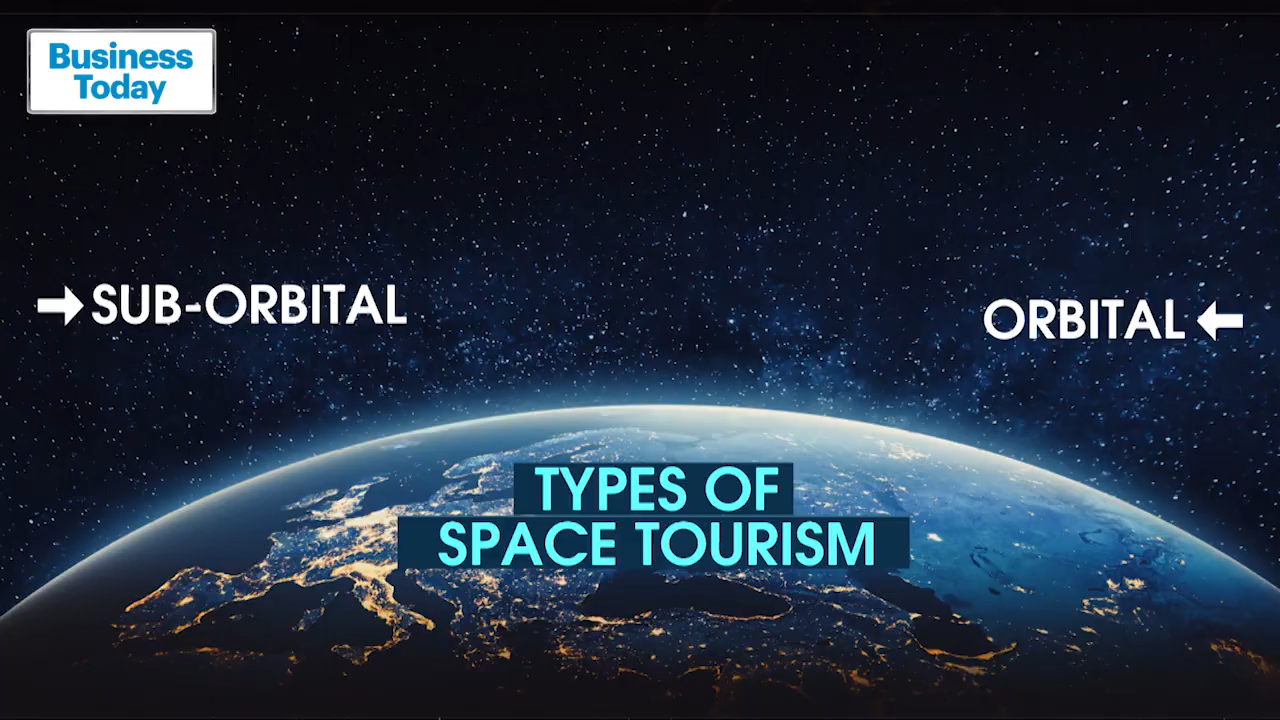 Business
Today
SUB-ORBITAL
ORBITAL
TYPES OF
SPACE TOURISM